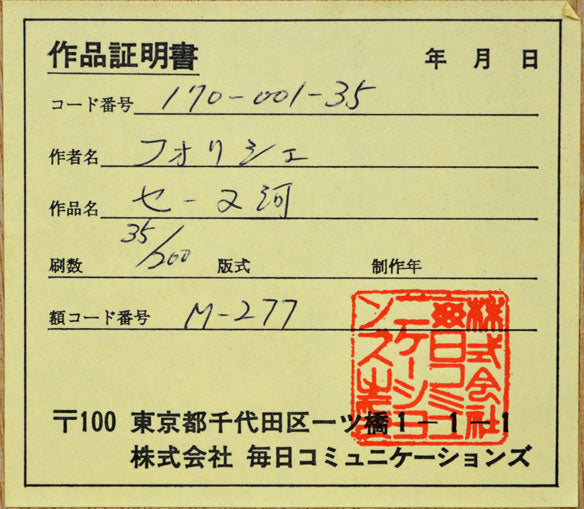 作品証明書 年 月 日
コード番号 170-001-35
作者名 フォリシェ
作品名 セーヌ河
刷数 35/200 版式 制作年
額コード番号 M-277
株式会社
毎日コミュ
ニケーショ
ンズ
〒100 東京都千代田区一ツ橋1-1-1
株式会社 毎日コミュニケーションズ